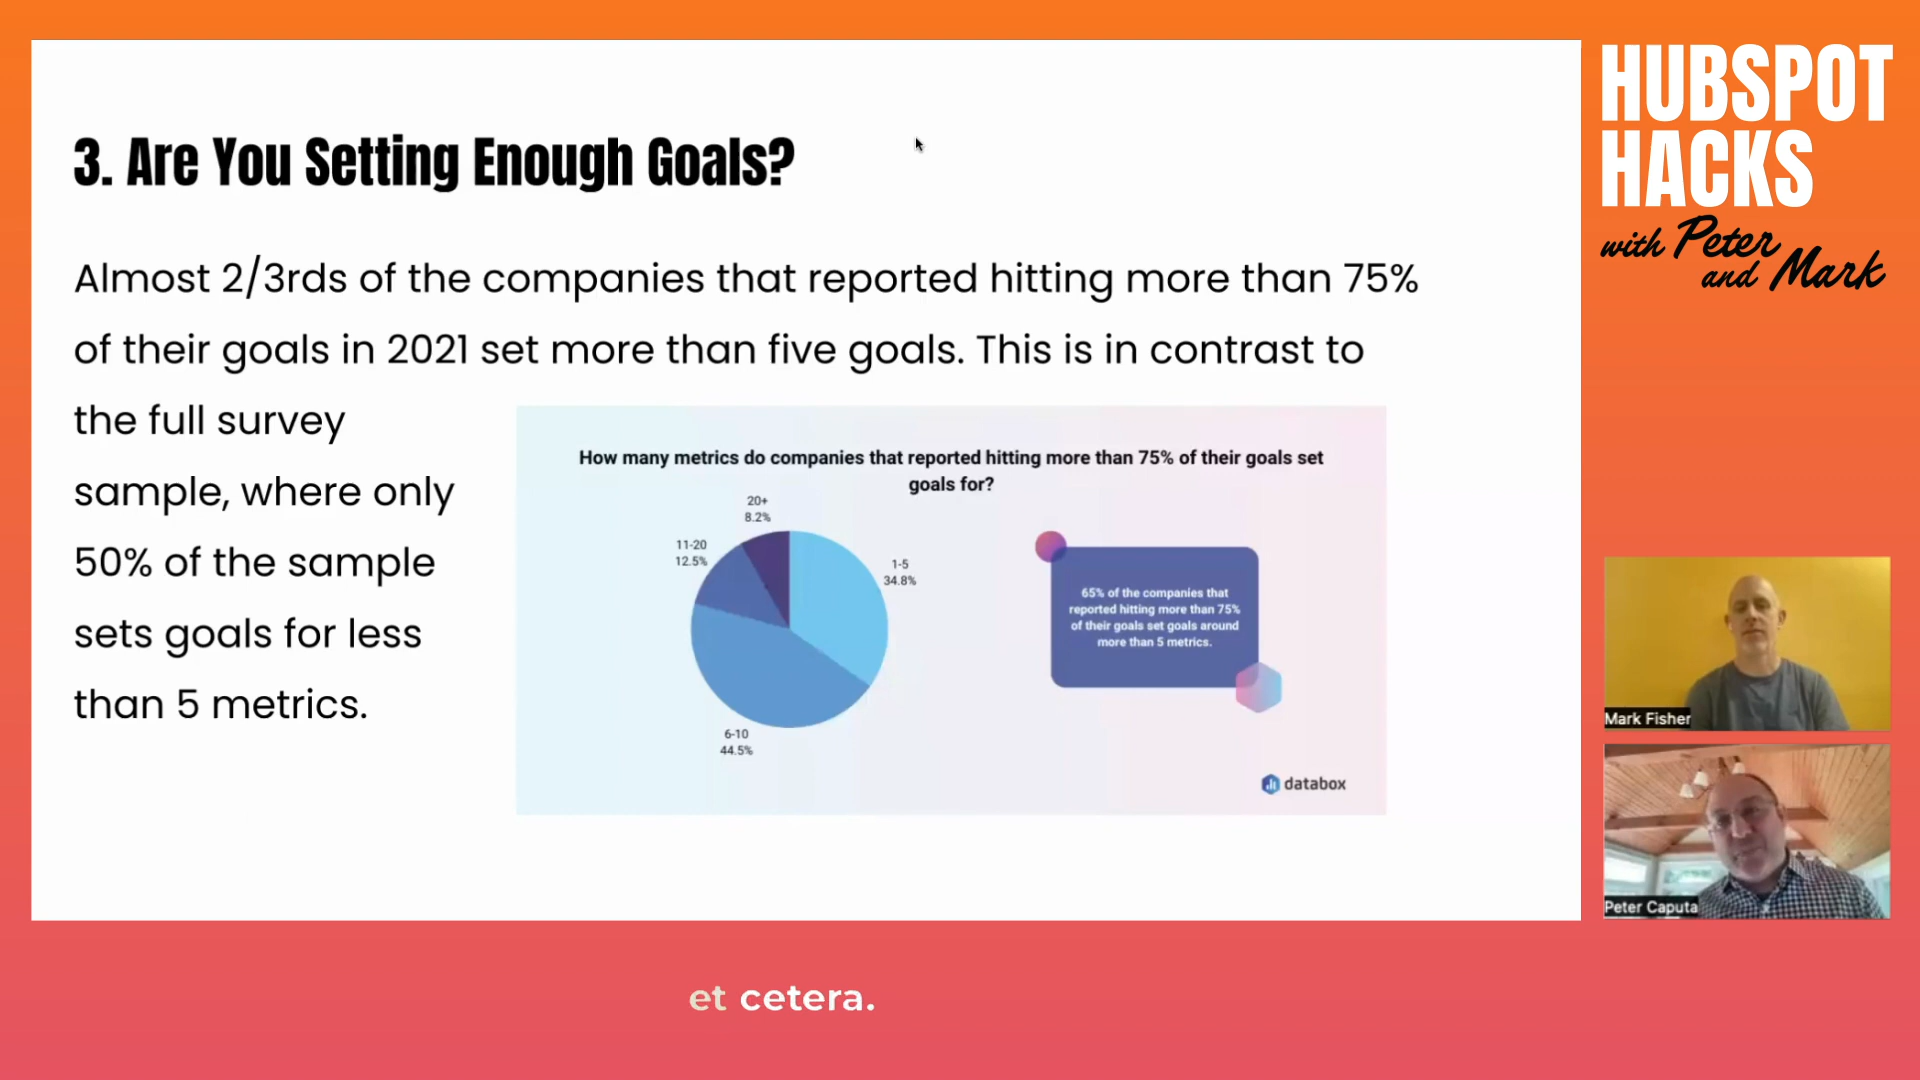 3. Are You Setting Enough Goals?
Almost 2/3rds of the companies that reported hitting more than 75%
of their goals in 2021 set more than five goals. This is in contrast to
the full survey
sample, where only
50% of the sample
sets goals for less
than 5 metrics.
How many metrics do companies that reported hitting more than 75% of their goals set
goals for?
20+
8.2%
11-20
12.5%
1-5
34.8%
6-10
44.5%
65% of the companies that
reported hitting more than 75%
of their goals set goals around
more than 5 metrics.
databox
HUBSPOT
HACKS
with Peter
and Mark
Mark Fisher
Peter Caputa
et cetera.